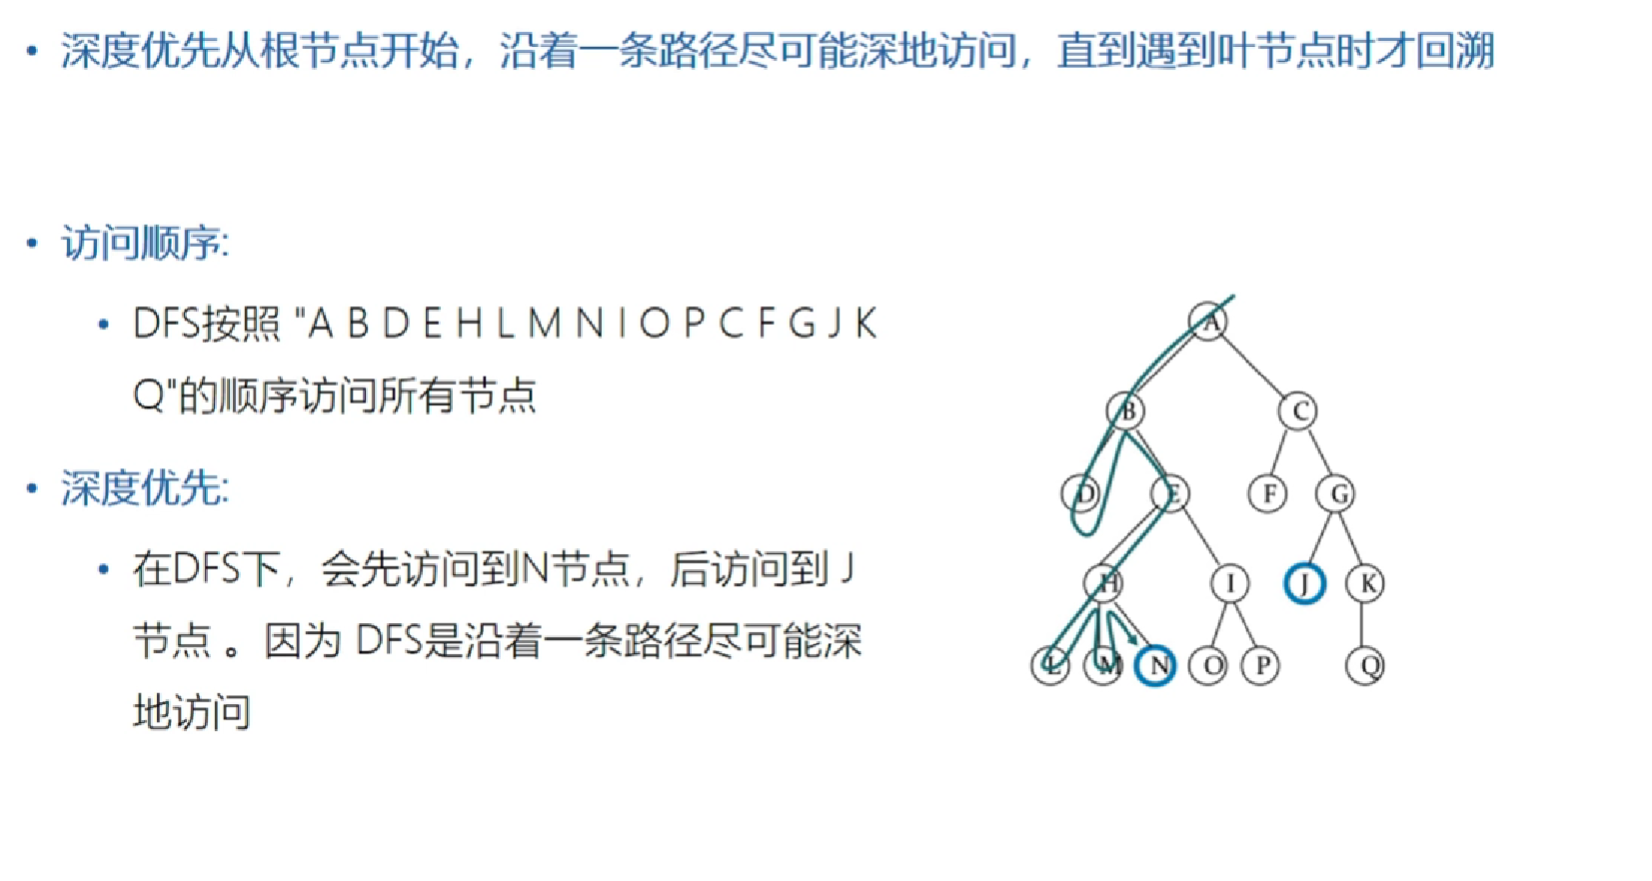 • 深度优先从根节点开始，沿着一条路径尽可能深地访问，直到遇到叶节点时才回溯
• 访问顺序:
• DFS按照 "A B D E H L M N I O P C F G J K
Q"的顺序访问所有节点
• 深度优先:
• 在DFS下，会先访问到N节点，后访问到 J
节点 。因为 DFS是沿着一条路径尽可能深
地访问
A
B C
D E F G
H I J K
L M N O P Q